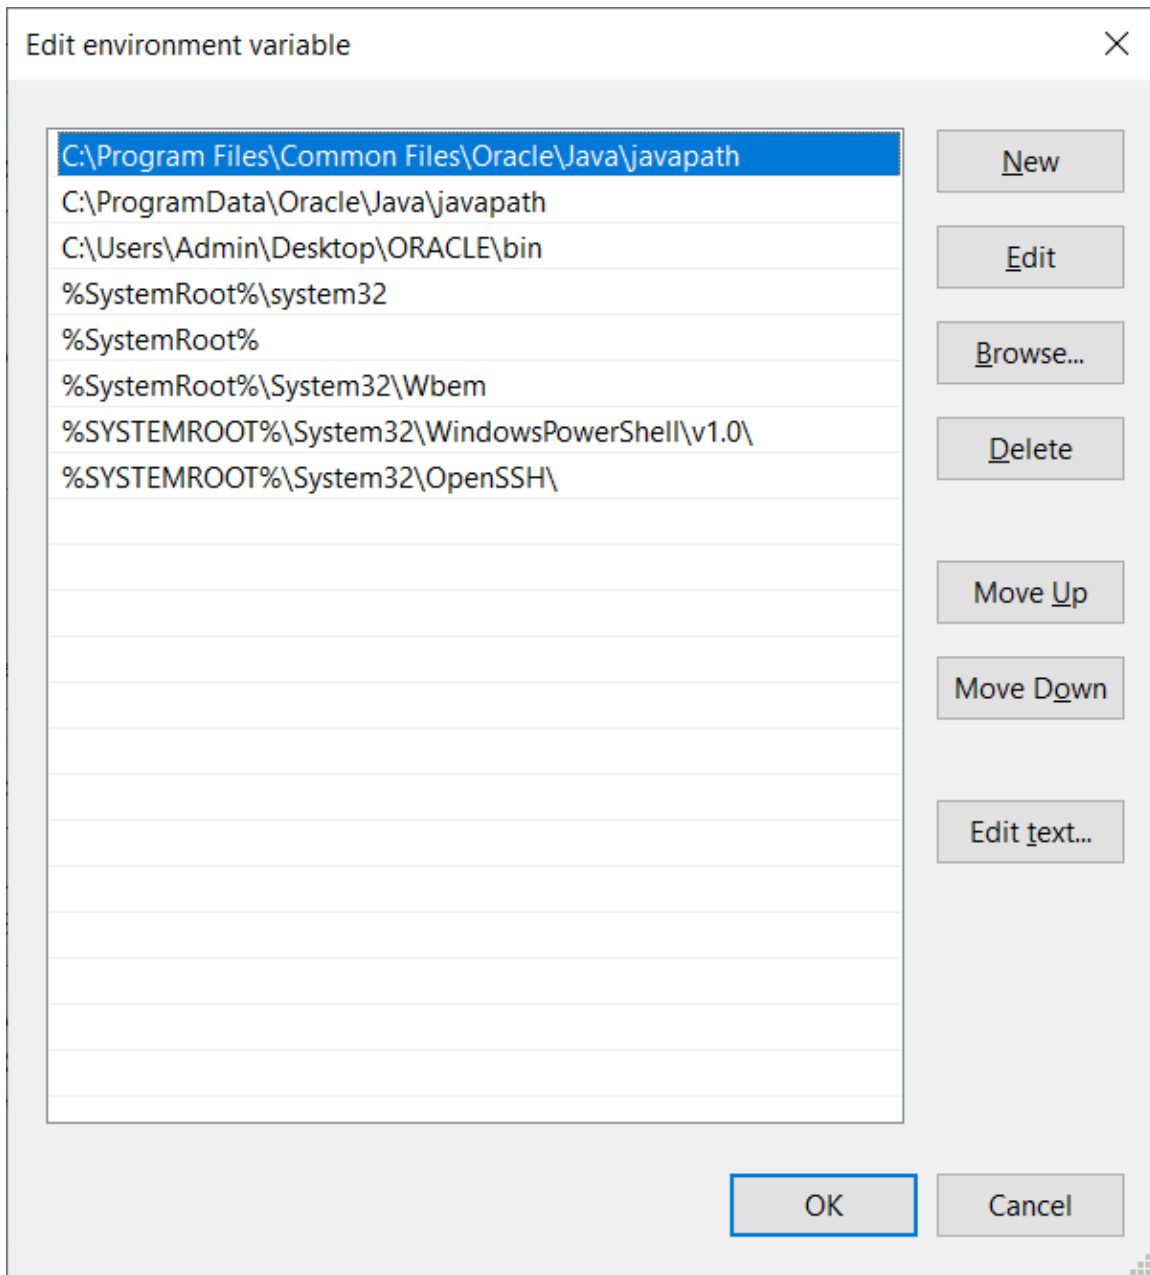 Edit environment variable
C:\Program Files\Common Files\Oracle\Java\javapath
C:\ProgramData\Oracle\Java\javapath
C:\Users\Admin\Desktop\ORACLE\bin
%SystemRoot%\system32
%SystemRoot%
%SystemRoot%\System32\Wbem
%SYSTEMROOT%\System32\WindowsPowerShell\v1.0\
%SYSTEMROOT%\System32\OpenSSH\
New
Edit
Browse...
Delete
Move Up
Move Down
Edit text...
OK
Cancel